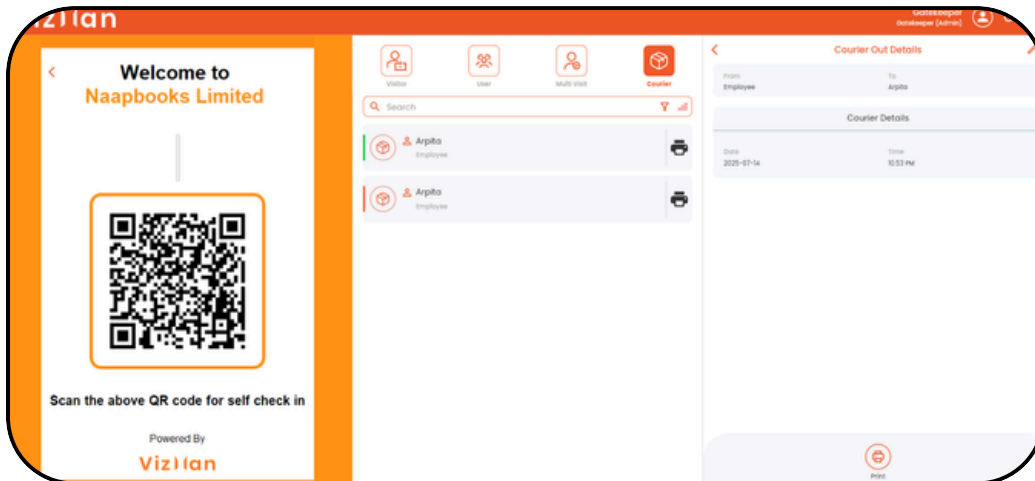 Gatekeeper
Gatekeeper (Admin)
Welcome to
Naapbooks Limited
Scan the above QR code for self check in
Powered By
Vizman
Visitor
User
Multi Visit
Courier
Search
Arpita
Employee
Arpita
Employee
Courier Out Details
From
To
Employee
Arpita
Courier Details
Date
Time
2025-07-14
10:53 PM
Print